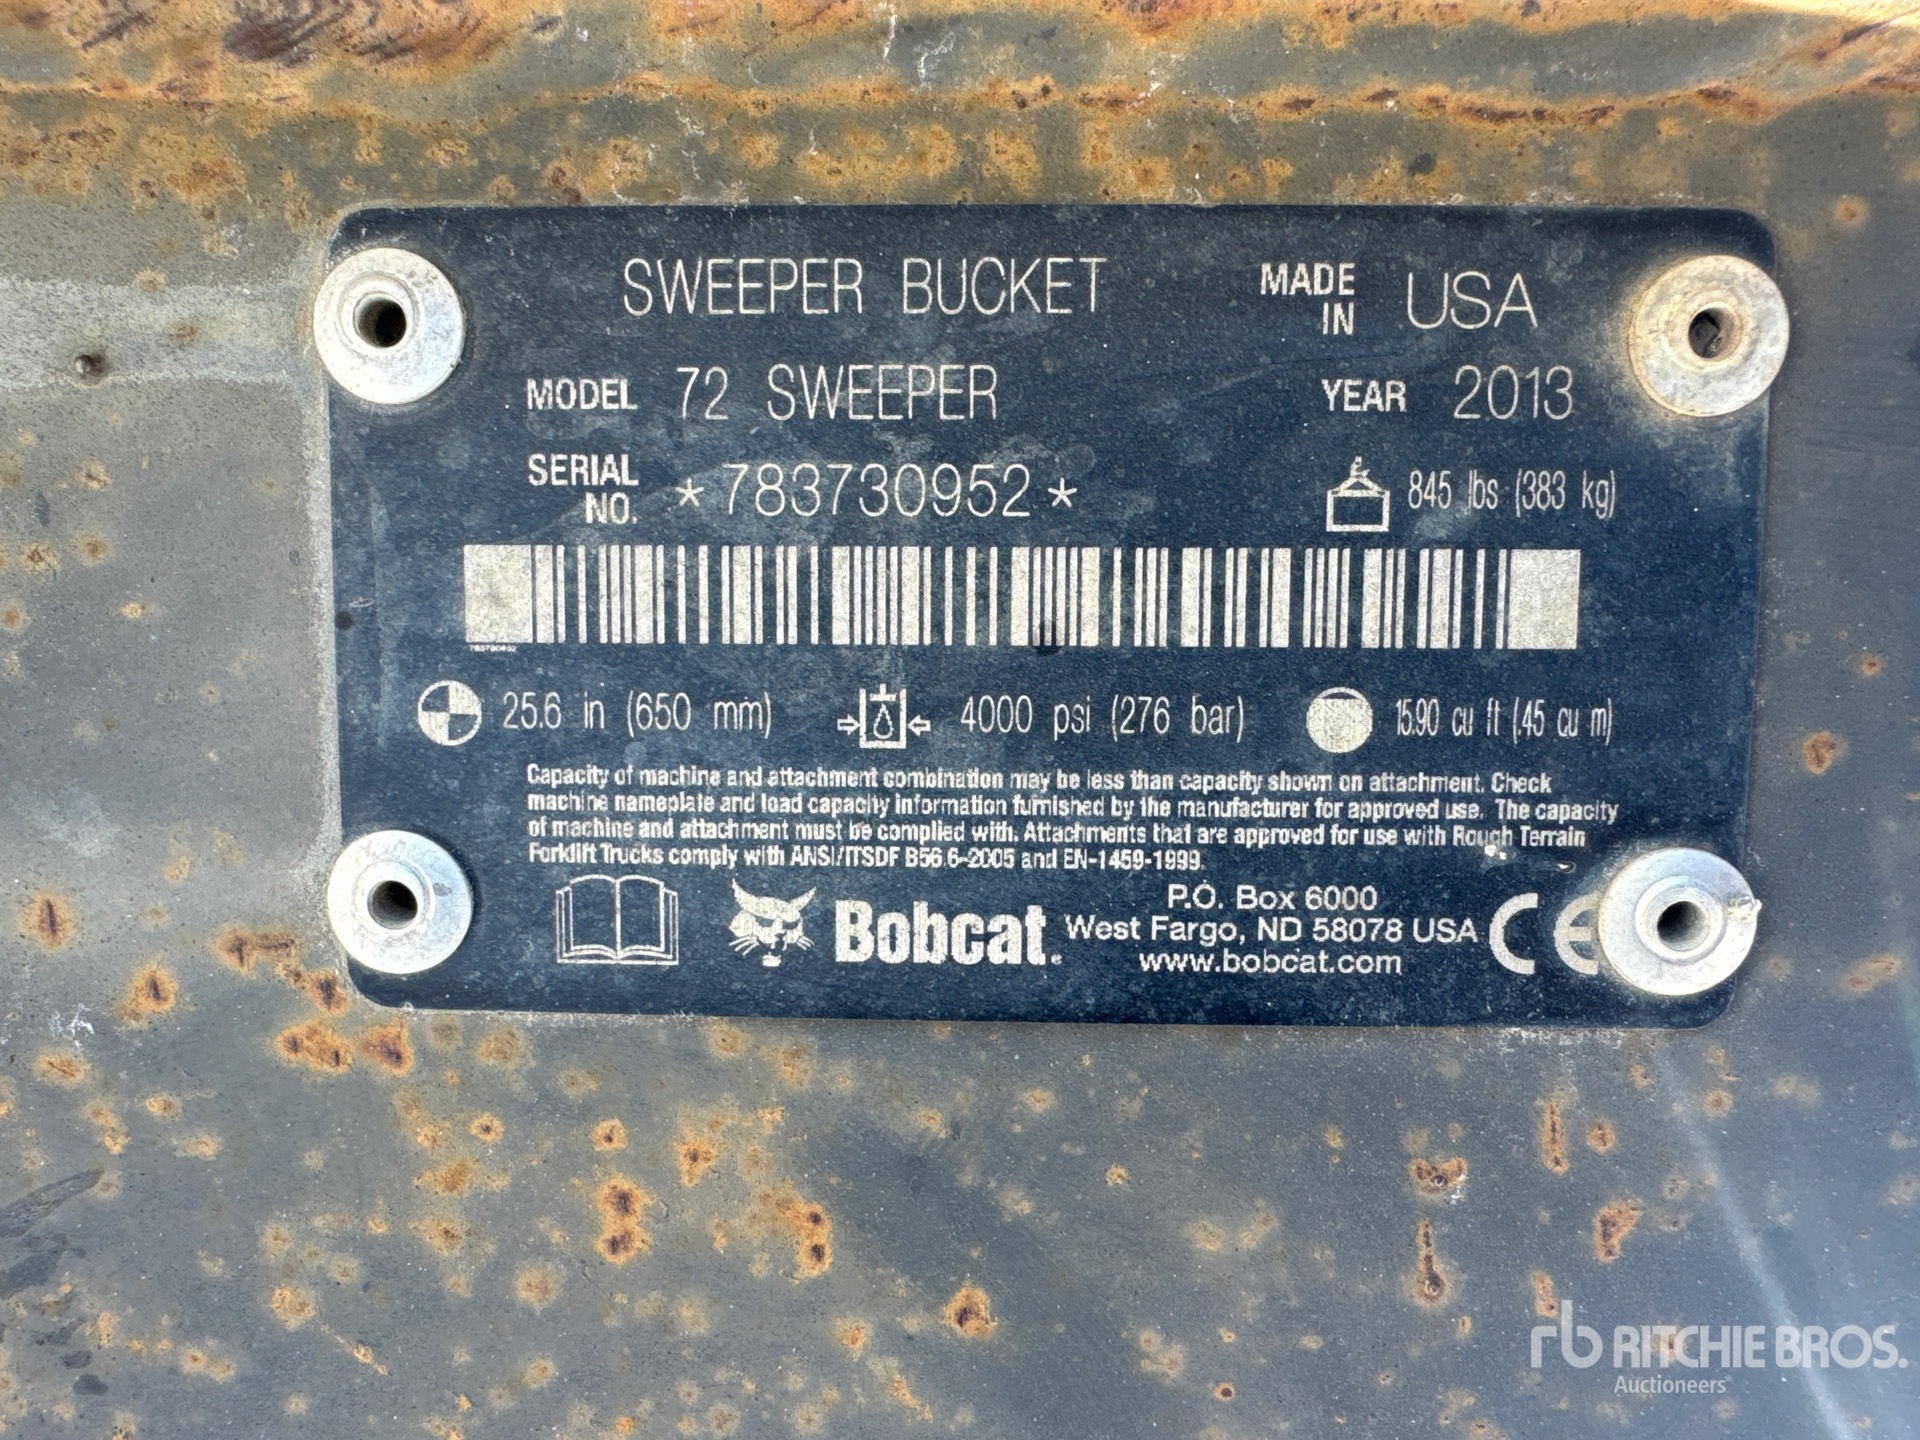 SWEEPER BUCKET
MADE IN USA
MODEL 72 SWEEPER
YEAR 2013
SERIAL NO. *783730952*
845 lbs (383 kg)
25.6 in (650 mm)
4000 psi (276 bar)
15.90 cu ft (.45 cu m)
Capacity of machine and attachment combination may be less than capacity shown on attachment. Check
machine nameplate and load capacity information furnished by the manufacturer for approved use. The capacity
of machine and attachment must be complied with. Attachments that are approved for use with Rough Terrain
Forklift Trucks comply with ANSI/ITSDF B56.6-2005 and EN-1459-1999.
Bobcat.
P.O. Box 6000
West Fargo, ND 58078 USA
www.bobcat.com
CE
rb RITCHIE BROS.
Auctioneers